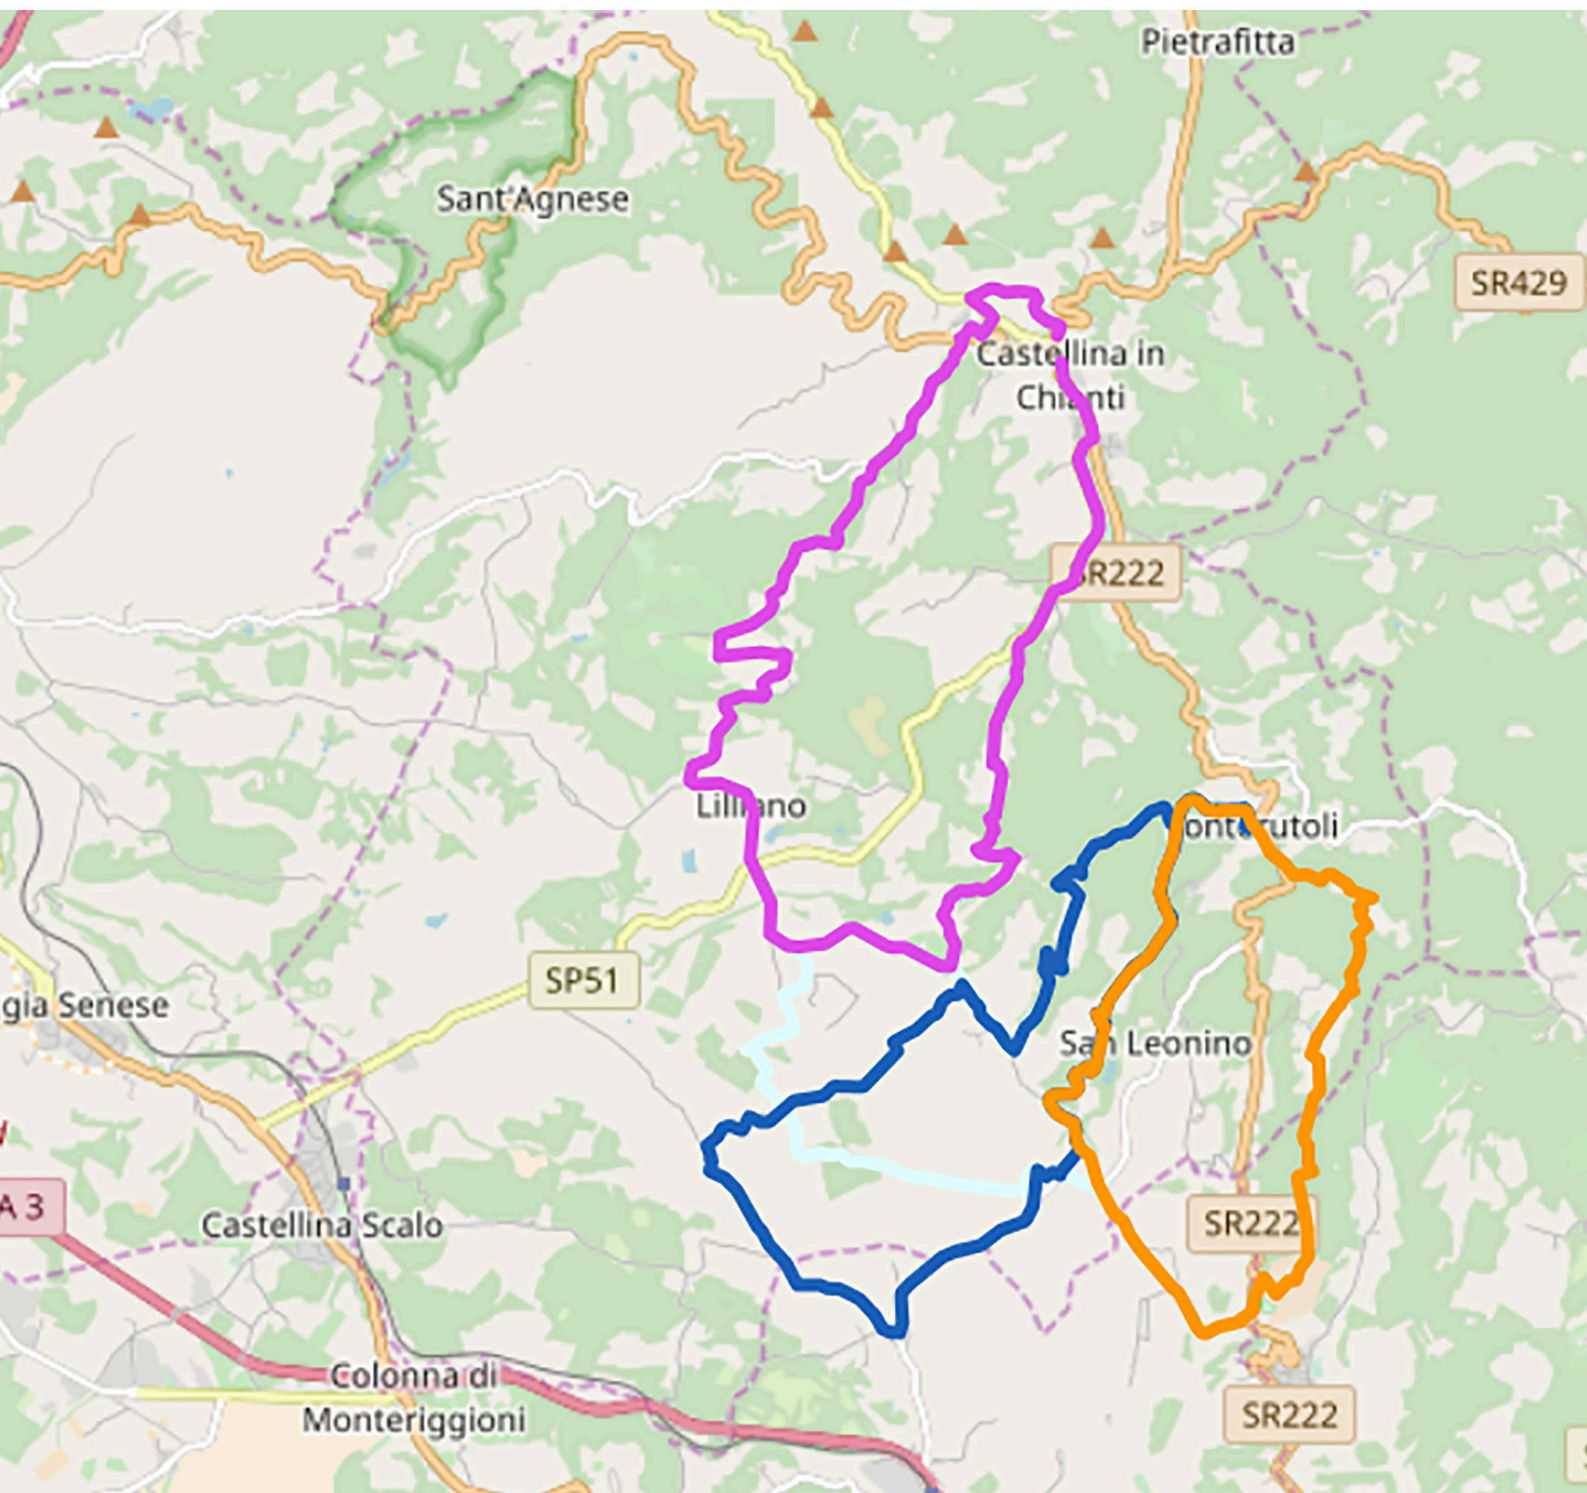 Pietrafitta
Sant'Agnese
SR429
Castellina in
Chianti
SR222
Lilliano
SP51
gia Senese
San Leonino
A 3
Castellina Scalo
SR222
Colonna di
Monteriggioni
SR222